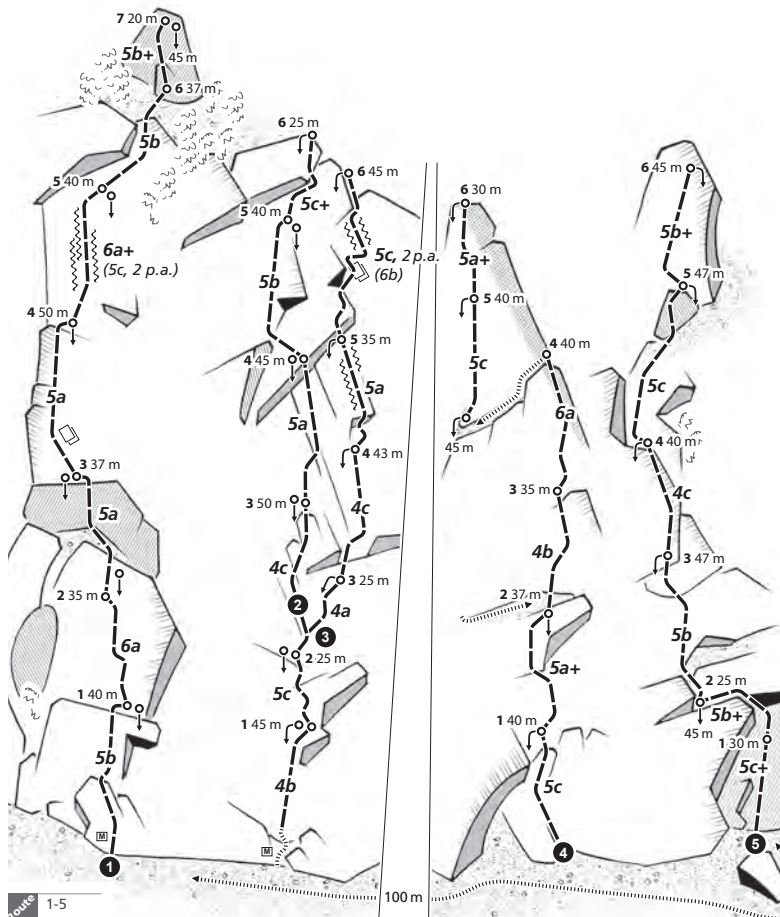 7 20 m
45 m
5b+
6 37 m
5b
5 40 m
6a+
(5c, 2 p.a.)
4 50 m
5a
3 37 m
5a
2 35 m
6a
1 40 m
5b
M
1
6 25 m
5c+
5 40 m
5b
4 45 m
5a
3 50 m
4c
2
2 25 m
5c
1 45 m
4b
M
6 45 m
5c, 2 p.a.
(6b)
5 35 m
5a
4 43 m
4c
3 25 m
4a
3
6 30 m
5a+
5 40 m
5c
45 m
4 40 m
6a
3 35 m
4b
2 37 m
5a+
1 40 m
5c
4
6 45 m
5b+
5 47 m
5c
4 40 m
4c
3 47 m
5b
2 25 m
5b+
45 m
1 30 m
5c+
5
100 m
route 1-5